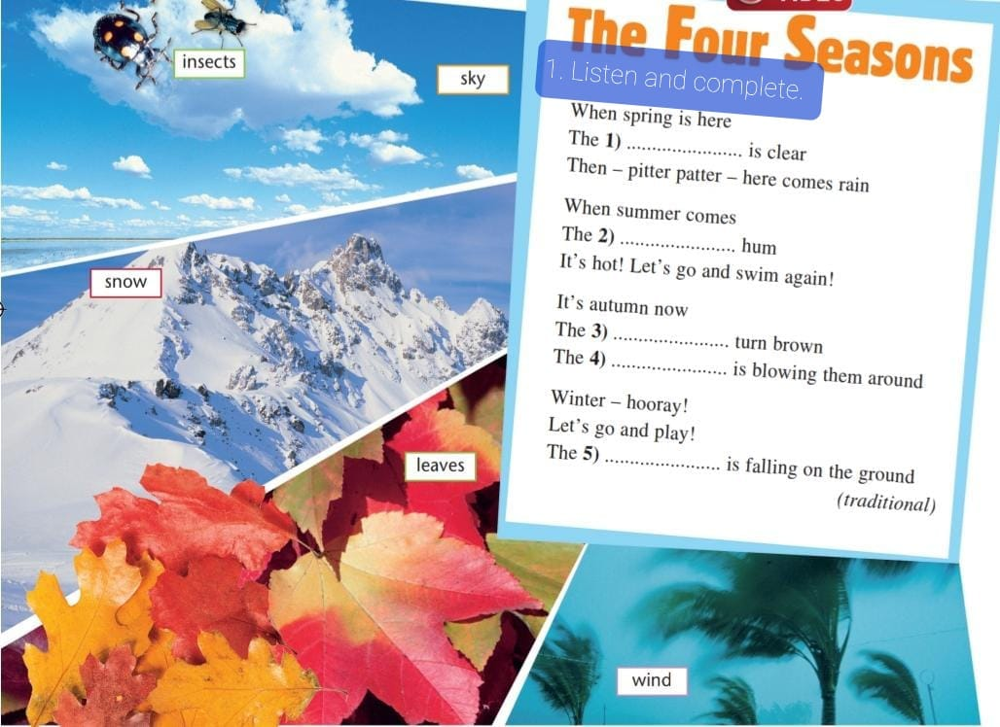 insects
sky
snow
leaves
wind
The Four Seasons
1. Listen and complete.
When spring is here
The 1) ....................... is clear
Then – pitter patter – here comes rain
When summer comes
The 2) ....................... hum
It's hot! Let's go and swim again!
It's autumn now
The 3) ....................... turn brown
The 4) ....................... is blowing them around
Winter – hooray!
Let's go and play!
The 5) ....................... is falling on the ground
(traditional)